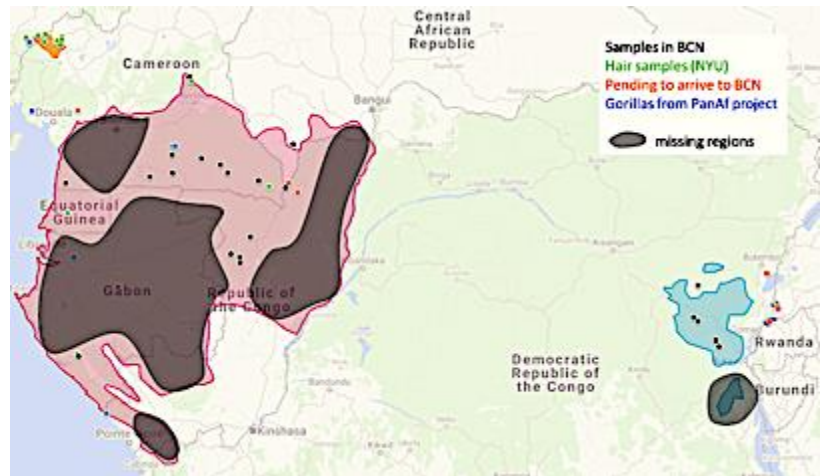 Central
African
Republic
Samples in BCN
Hair samples (NYU)
Pending to arrive to BCN
Gorillas from PanAf project
missing regions
Cameroon
Douala
Bangui
Equatorial
Guinea
Gabon
Republic of
the Congo
Democratic
Republic of
the Congo
Rwanda
Burundi
Kinshasa
Pointe